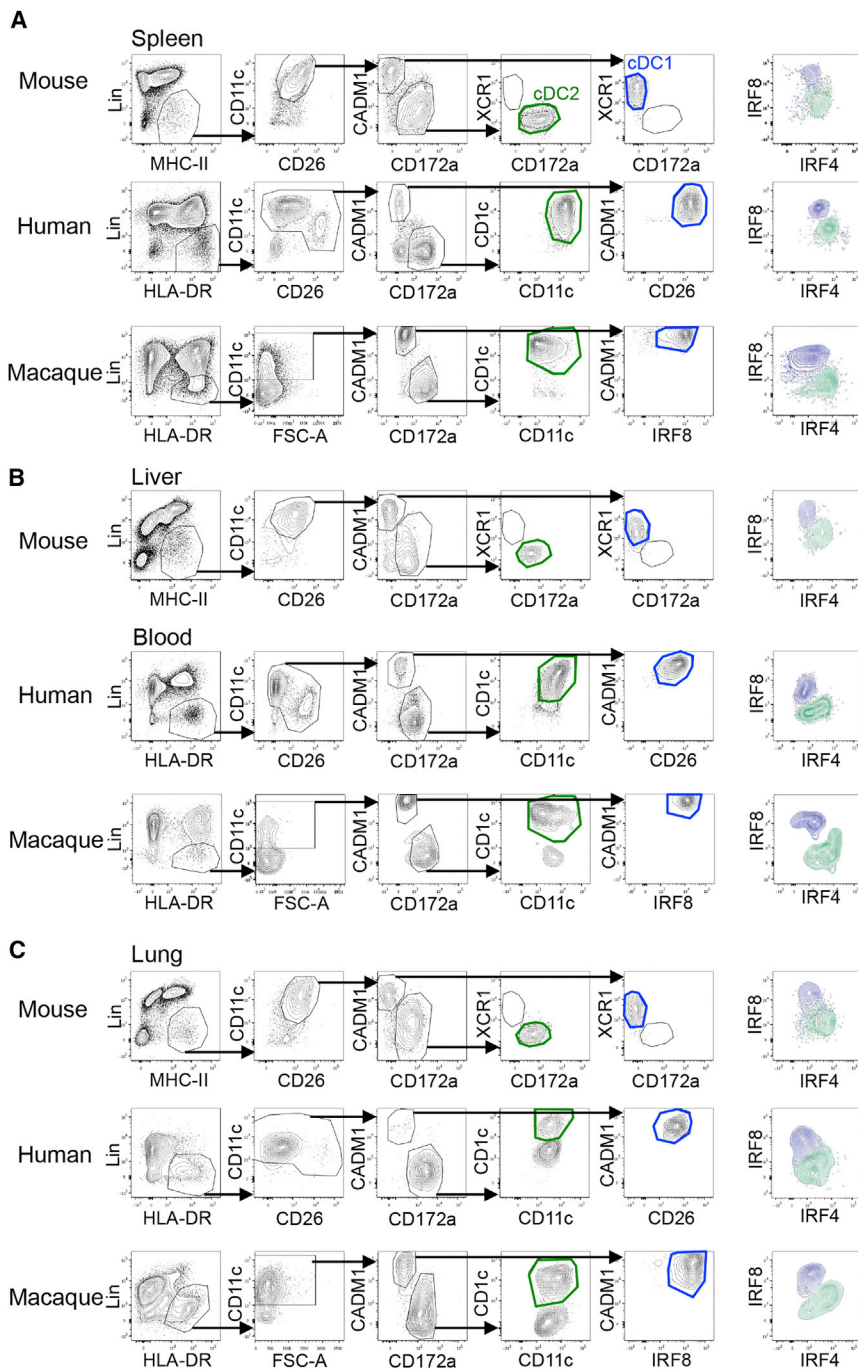 A
Spleen
Mouse
Lin
MHC-II
CD11c
CD26
CADM1
CD172a
XCR1
cDC2
CD172a
XCR1
cDC1
CD172a
IRF8
IRF4
Human
Lin
HLA-DR
CD11c
CD26
CADM1
CD172a
CD1c
CD11c
CADM1
CD26
IRF8
IRF4
Macaque
Lin
HLA-DR
CD11c
FSC-A
CADM1
CD172a
CD1c
CD11c
CADM1
IRF8
IRF8
IRF4
B
Liver
Mouse
Lin
MHC-II
CD11c
CD26
CADM1
CD172a
XCR1
CD172a
XCR1
CD172a
IRF8
IRF4
Blood
Human
Lin
HLA-DR
CD11c
CD26
CADM1
CD172a
CD1c
CD11c
CADM1
CD26
IRF8
IRF4
Macaque
Lin
HLA-DR
CD11c
FSC-A
CADM1
CD172a
CD1c
CD11c
CADM1
IRF8
IRF8
IRF4
C
Lung
Mouse
Lin
MHC-II
CD11c
CD26
CADM1
CD172a
XCR1
CD172a
XCR1
CD172a
IRF8
IRF4
Human
Lin
HLA-DR
CD11c
CD26
CADM1
CD172a
CD1c
CD11c
CADM1
CD26
IRF8
IRF4
Macaque
Lin
HLA-DR
CD11c
FSC-A
CADM1
CD172a
CD1c
CD11c
CADM1
IRF8
IRF8
IRF4